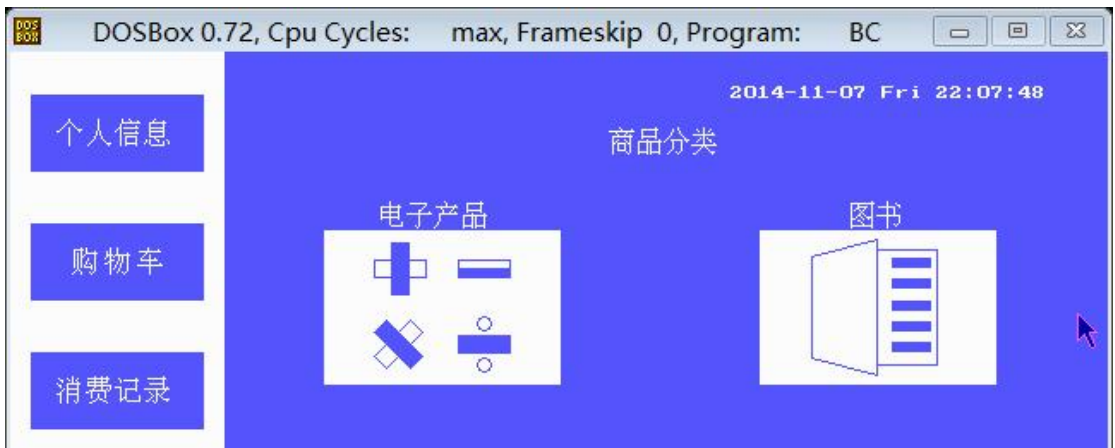 DOS
BOX
DOSBox 0.72, Cpu Cycles: max, Frameskip 0, Program: BC
2014-11-07 Fri 22:07:48
商品分类
个人信息
购物车
消费记录
电子产品
图书